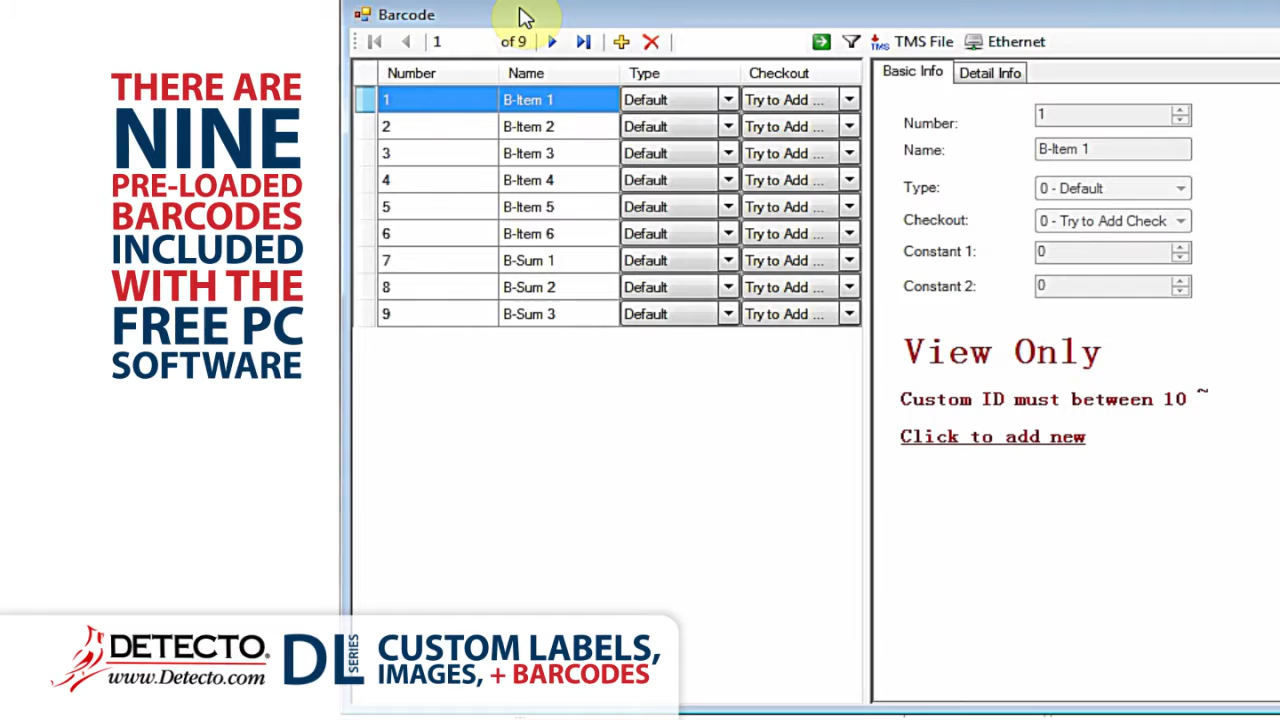 THERE ARE
NINE
PRE-LOADED
BARCODES
INCLUDED
WITH THE
FREE PC
SOFTWARE
Barcode
1 of 9 TMS TMS File Ethernet
Number Name Type Checkout
1 B-Item 1 Default Try to Add ...
2 B-Item 2 Default Try to Add ...
3 B-Item 3 Default Try to Add ...
4 B-Item 4 Default Try to Add ...
5 B-Item 5 Default Try to Add ...
6 B-Item 6 Default Try to Add ...
7 B-Sum 1 Default Try to Add ...
8 B-Sum 2 Default Try to Add ...
9 B-Sum 3 Default Try to Add ...
Basic Info Detail Info
Number: 1
Name: B-Item 1
Type: 0 - Default
Checkout: 0 - Try to Add Check
Constant 1: 0
Constant 2: 0
View Only
Custom ID must between 10 ~
Click to add new
DETECTO®
www.Detecto.com
DL SERIES
CUSTOM LABELS,
IMAGES, + BARCODES